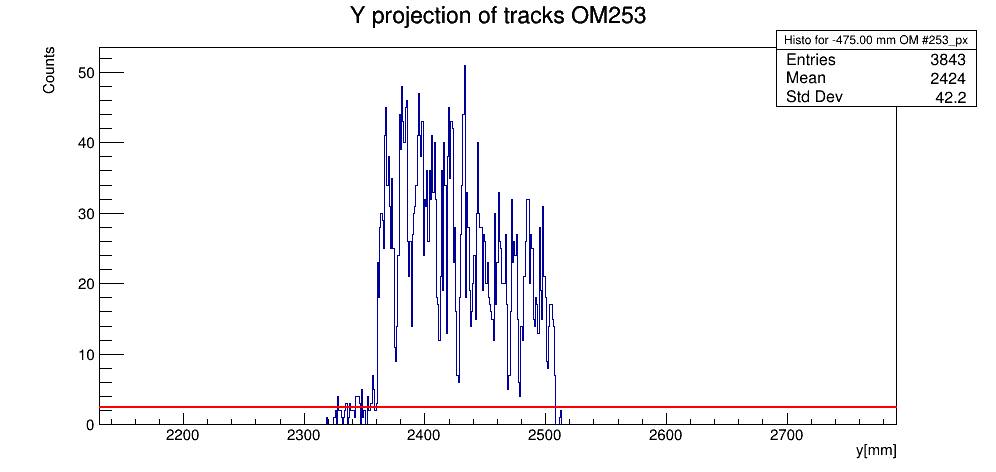 Y projection of tracks OM253
Histo for -475.00 mm OM #253_px
Entries 3843
Mean 2424
Std Dev 42.2
Counts
50
40
30
20
10
0
2200 2300 2400 2500 2600 2700
y[mm]